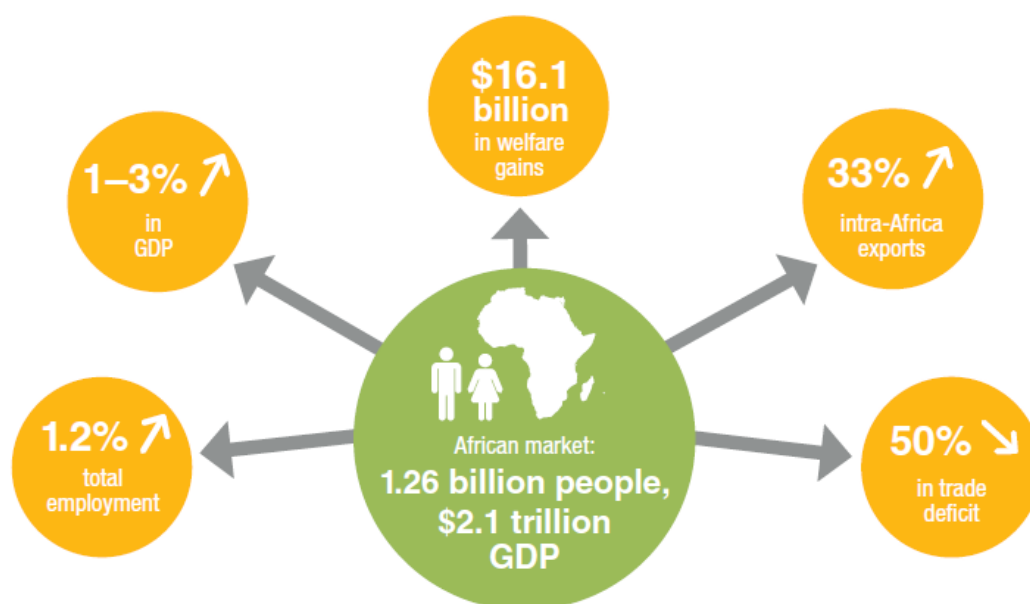 $16.1
billion
in welfare
gains
1–3%
in
GDP
33%
intra-Africa
exports
1.2%
total
employment
African market:
1.26 billion people,
$2.1 trillion
GDP
50%
in trade
deficit